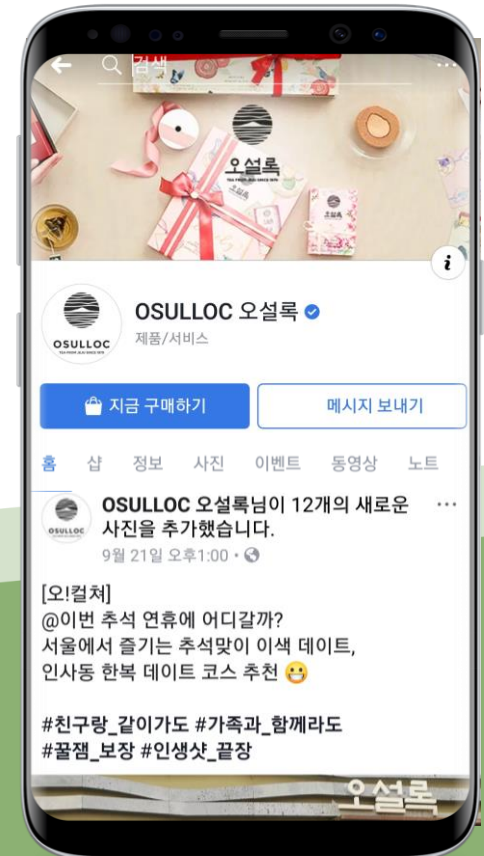 검색
오설록
TEA FROM JEJU SINCE 1979
OSULLOC
OSULLOC 오설록
제품/서비스
지금 구매하기
메시지 보내기
홈 샵 정보 사진 이벤트 동영상 노트
OSULLOC
OSULLOC 오설록님이 12개의 새로운
사진을 추가했습니다.
9월 21일 오후1:00
[오!컬쳐]
@이번 추석 연휴에 어디갈까?
서울에서 즐기는 추석맞이 이색 데이트,
인사동 한복 데이트 코스 추천 😀
#친구랑_같이가도 #가족과_함께라도
#꿀잼_보장 #인생샷_끝장
오설록